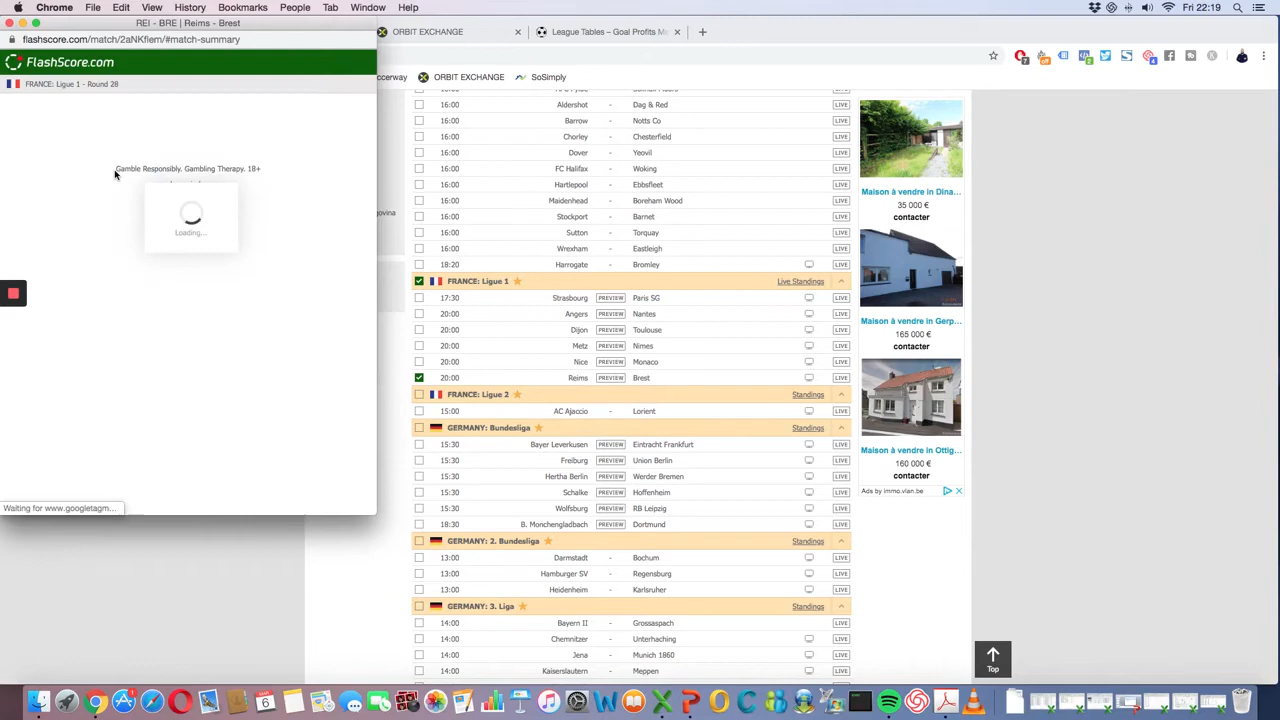 Chrome File Edit View History Bookmarks People Tab Window Help
Fri 22:19
REI - BRE | Reims - Brest
flashscore.com/match/2aNKflem/#match-summary
ORBIT EXCHANGE
League Tables – Goal Profits M
ccerway ORBIT EXCHANGE SoSimply
FlashScore.com
FRANCE: Ligue 1 - Round 28
Gamble Responsibly. Gambling Therapy. 18+
Loading...
govina
Waiting for www.googletagm...
16:00 Aldershot - Dag & Red LIVE
16:00 Barrow - Notts Co LIVE
16:00 Chorley - Chesterfield LIVE
16:00 Dover - Yeovil LIVE
16:00 FC Halifax - Woking LIVE
16:00 Hartlepool - Ebbsfleet LIVE
16:00 Maidenhead - Boreham Wood LIVE
16:00 Stockport - Barnet LIVE
16:00 Sutton - Torquay LIVE
16:00 Wrexham - Eastleigh LIVE
18:20 Harrogate - Bromley LIVE
FRANCE: Ligue 1 Live Standings
17:30 Strasbourg PREVIEW Paris SG LIVE
20:00 Angers PREVIEW Nantes LIVE
20:00 Dijon PREVIEW Toulouse LIVE
20:00 Metz PREVIEW Nimes LIVE
20:00 Nice PREVIEW Monaco LIVE
20:00 Reims PREVIEW Brest LIVE
FRANCE: Ligue 2 Standings
15:00 AC Ajaccio - Lorient LIVE
GERMANY: Bundesliga Standings
15:30 Bayer Leverkusen PREVIEW Eintracht Frankfurt LIVE
15:30 Freiburg PREVIEW Union Berlin LIVE
15:30 Hertha Berlin PREVIEW Werder Bremen LIVE
15:30 Schalke PREVIEW Hoffenheim LIVE
15:30 Wolfsburg PREVIEW RB Leipzig LIVE
18:30 B. Monchengladbach PREVIEW Dortmund LIVE
GERMANY: 2. Bundesliga Standings
13:00 Darmstadt - Bochum LIVE
13:00 Hamburger SV - Regensburg LIVE
13:00 Heidenheim - Karlsruher LIVE
GERMANY: 3. Liga Standings
14:00 Bayern II - Grossaspach LIVE
14:00 Chemnitzer - Unterhaching LIVE
14:00 Jena - Munich 1860 LIVE
14:00 Kaiserslautern - Meppen LIVE
Maison à vendre in Dina...
35 000 €
contacter
Maison à vendre in Gerp...
165 000 €
contacter
Maison à vendre in Ottig...
160 000 €
contacter
Ads by immo.vlan.be
Top